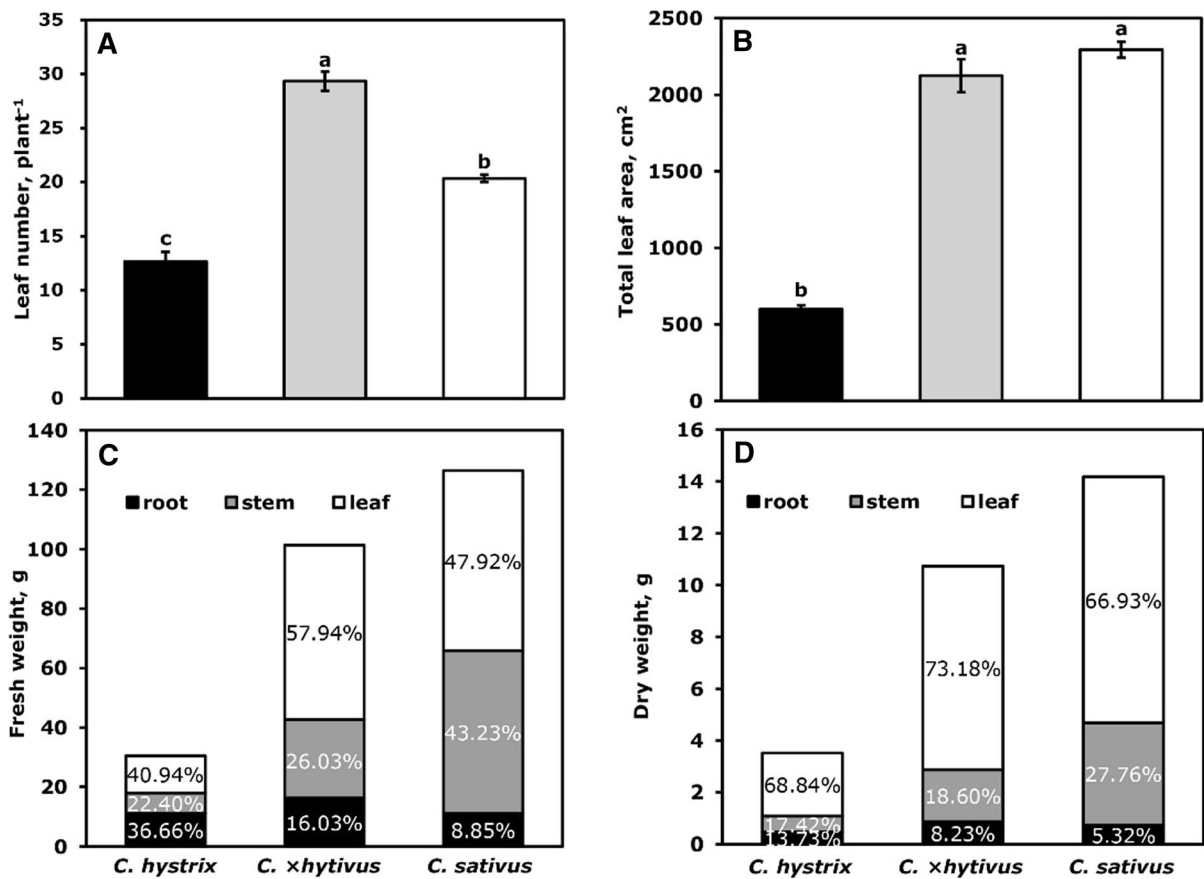 A
Leaf number, plant⁻¹
35
30
25
20
15
10
5
0
c
a
b
B
Total leaf area, cm²
2500
2000
1500
1000
500
0
b
a
a
C
Fresh weight, g
140
120
100
80
60
40
20
0
root stem leaf
40.94%
22.40%
36.66%
57.94%
26.03%
16.03%
47.92%
43.23%
8.85%
C. hystrix C. ×hytivus C. sativus
D
Dry weight, g
16
14
12
10
8
6
4
2
0
root stem leaf
68.84%
17.42%
13.73%
73.18%
18.60%
8.23%
66.93%
27.76%
5.32%
C. hystrix C. ×hytivus C. sativus